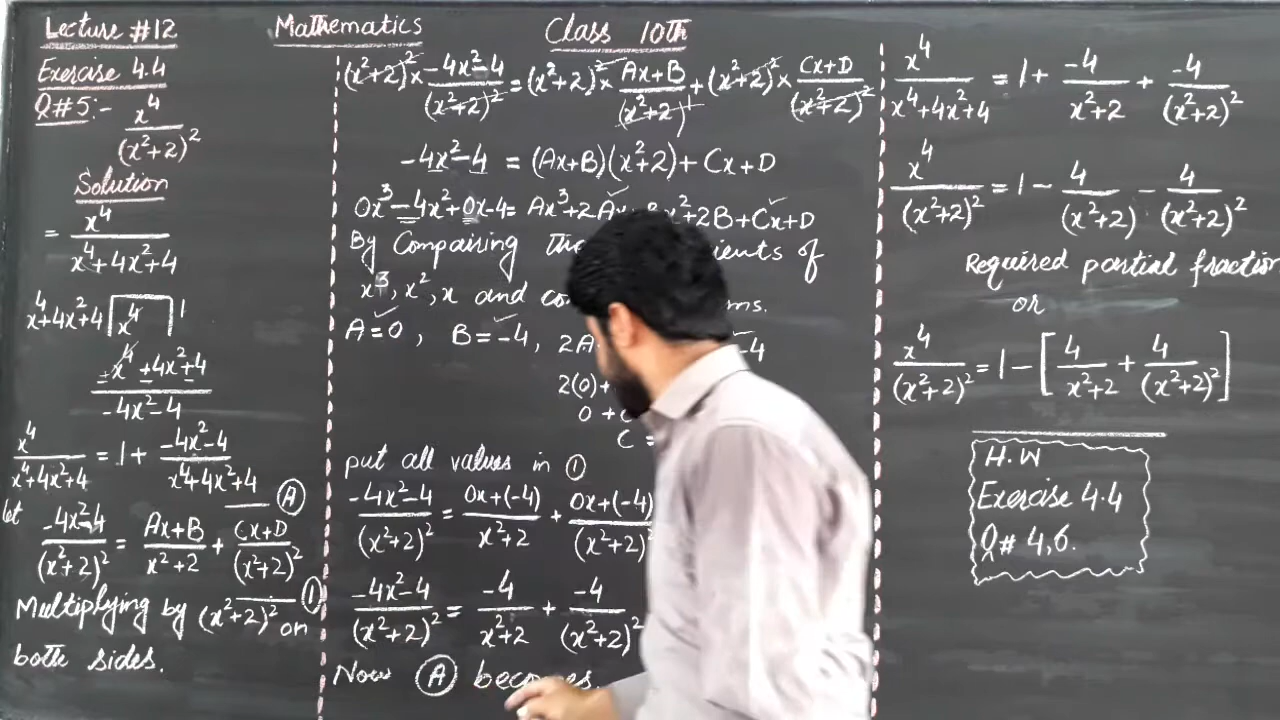 Lecture #12
Mathematics
Class 10th
Exercise 4.4
Q#5:- x⁴/(x²+2)²
Solution
= x⁴/(x⁴+4x²+4)
x⁴+4x²+4 x⁴ 1
±x⁴±4x²±4
-4x²-4
x⁴/(x⁴+4x²+4) = 1 + (-4x²-4)/(x⁴+4x²+4) — Ⓐ
let (-4x²-4)/(x²+2)² = (Ax+B)/(x²+2) + (Cx+D)/(x²+2)² — ①
Multiplying by (x²+2)² on
both sides.
(x²+2)² × (-4x²-4)/(x²+2)² = (x²+2)² × (Ax+B)/(x²+2) + (x²+2)² × (Cx+D)/(x²+2)²
-4x²-4 = (Ax+B)(x²+2) + Cx+D
0x³-4x²+0x-4 = Ax³+2Ax x²+2B+Cx+D
By Compairing the
of
x³, x², x and
A=0, B=-4, 2A -4
2(0)+
0+C
C=
put all values in ①
(-4x²-4)/(x²+2)² = (0x+(-4))/(x²+2) + (0x+(-4))/(x²+2)²
(-4x²-4)/(x²+2)² = -4/(x²+2) + -4/(x²+2)²
Now Ⓐ becomes.
x⁴/(x⁴+4x²+4) = 1 + -4/(x²+2) + -4/(x²+2)²
x⁴/(x²+2)² = 1 - 4/(x²+2) - 4/(x²+2)²
Required partial fraction
or
x⁴/(x²+2)² = 1 - [4/(x²+2) + 4/(x²+2)²]
H.W
Exercise 4.4
Q# 4,6.